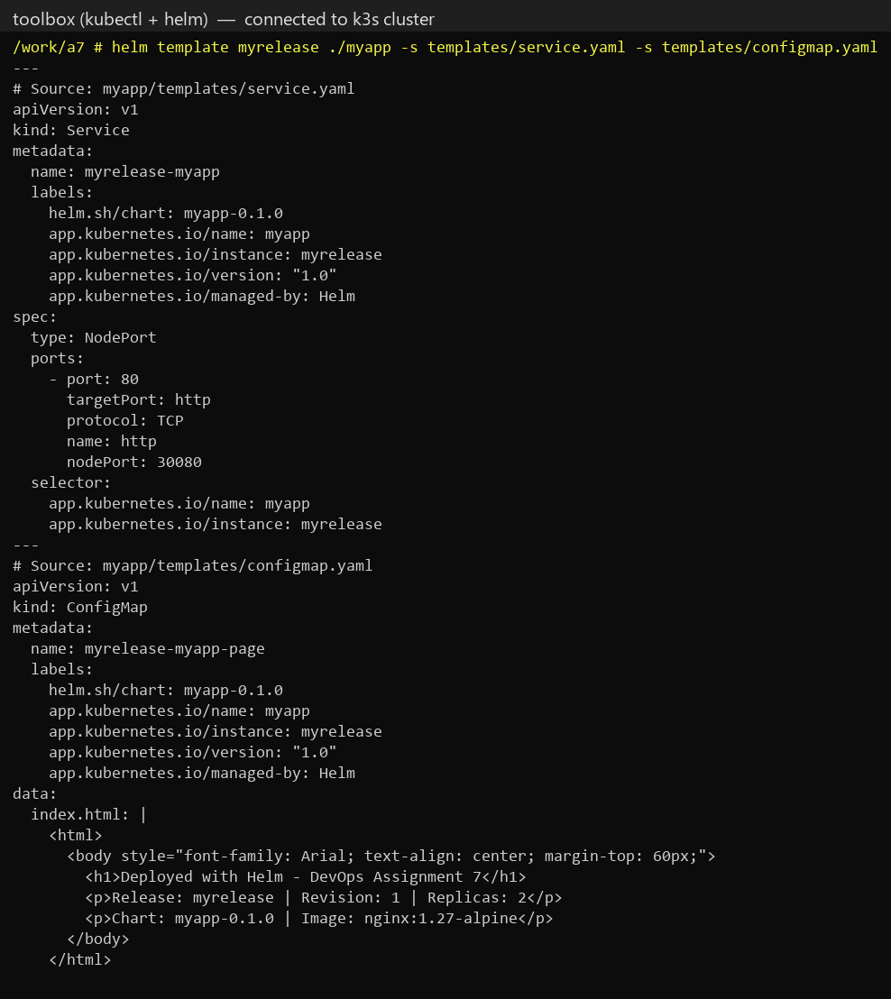 toolbox (kubectl + helm)  —  connected to k3s cluster
/work/a7 # helm template myrelease ./myapp -s templates/service.yaml -s templates/configmap.yaml
---
# Source: myapp/templates/service.yaml
apiVersion: v1
kind: Service
metadata:
  name: myrelease-myapp
  labels:
    helm.sh/chart: myapp-0.1.0
    app.kubernetes.io/name: myapp
    app.kubernetes.io/instance: myrelease
    app.kubernetes.io/version: "1.0"
    app.kubernetes.io/managed-by: Helm
spec:
  type: NodePort
  ports:
    - port: 80
      targetPort: http
      protocol: TCP
      name: http
      nodePort: 30080
  selector:
    app.kubernetes.io/name: myapp
    app.kubernetes.io/instance: myrelease
---
# Source: myapp/templates/configmap.yaml
apiVersion: v1
kind: ConfigMap
metadata:
  name: myrelease-myapp-page
  labels:
    helm.sh/chart: myapp-0.1.0
    app.kubernetes.io/name: myapp
    app.kubernetes.io/instance: myrelease
    app.kubernetes.io/version: "1.0"
    app.kubernetes.io/managed-by: Helm
data:
  index.html: |
    <html>
      <body style="font-family: Arial; text-align: center; margin-top: 60px;">
        <h1>Deployed with Helm - DevOps Assignment 7</h1>
        <p>Release: myrelease | Revision: 1 | Replicas: 2</p>
        <p>Chart: myapp-0.1.0 | Image: nginx:1.27-alpine</p>
      </body>
    </html>